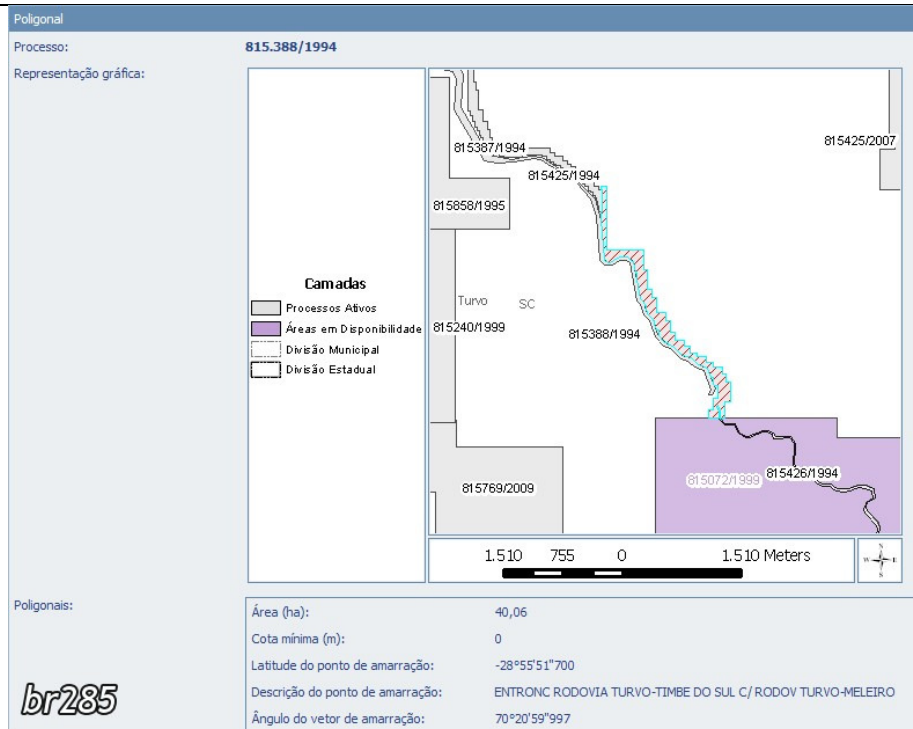 Poligonal
Processo: 815.388/1994
Representação gráfica:
815387/1994
815425/2007
815425/1994
815858/1995
Camadas
Processos Ativos
Áreas em Disponibilidade
Divisão Municipal
Divisão Estadual
Turvo SC
815240/1999
815388/1994
815072/1999
815426/1994
815769/2009
1.510 755 0 1.510 Meters
N
W E
S
Poligonais:
Área (ha): 40,06
Cota mínima (m): 0
Latitude do ponto de amarração: -28°55'51"700
Descrição do ponto de amarração: ENTRONC RODOVIA TURVO-TIMBE DO SUL C/ RODOV TURVO-MELEIRO
Ângulo do vetor de amarração: 70°20'59"997
br285